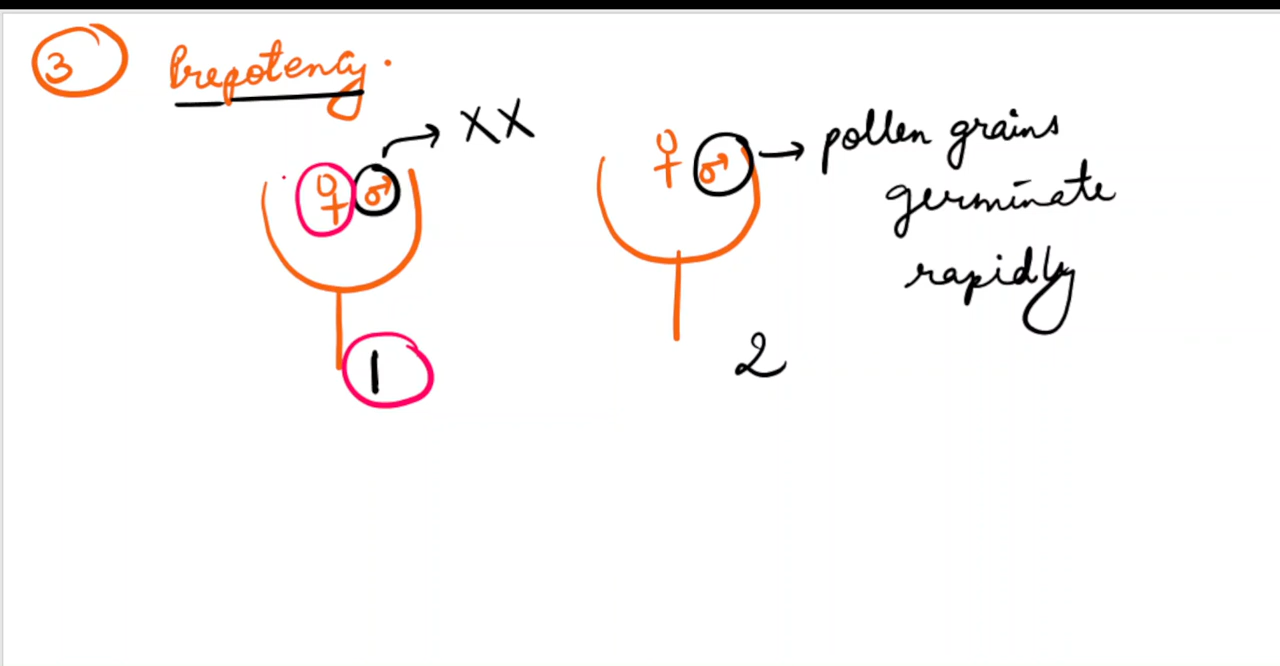 3 Prepotency.
XX
♀ ♂
♀ ♂
pollen grains
germinate
rapidly
1
2